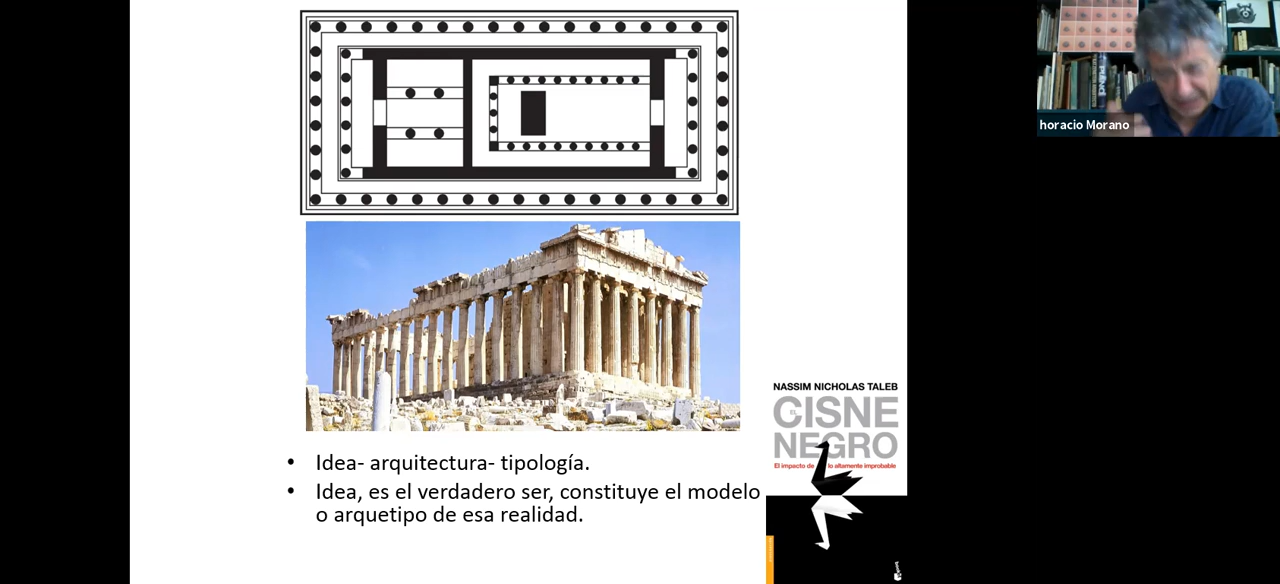 horacio Morano
NASSIM NICHOLAS TALEB
EL
CISNE
NEGRO
El impacto de lo altamente improbable
• Idea- arquitectura- tipología.
• Idea, es el verdadero ser, constituye el modelo
o arquetipo de esa realidad.